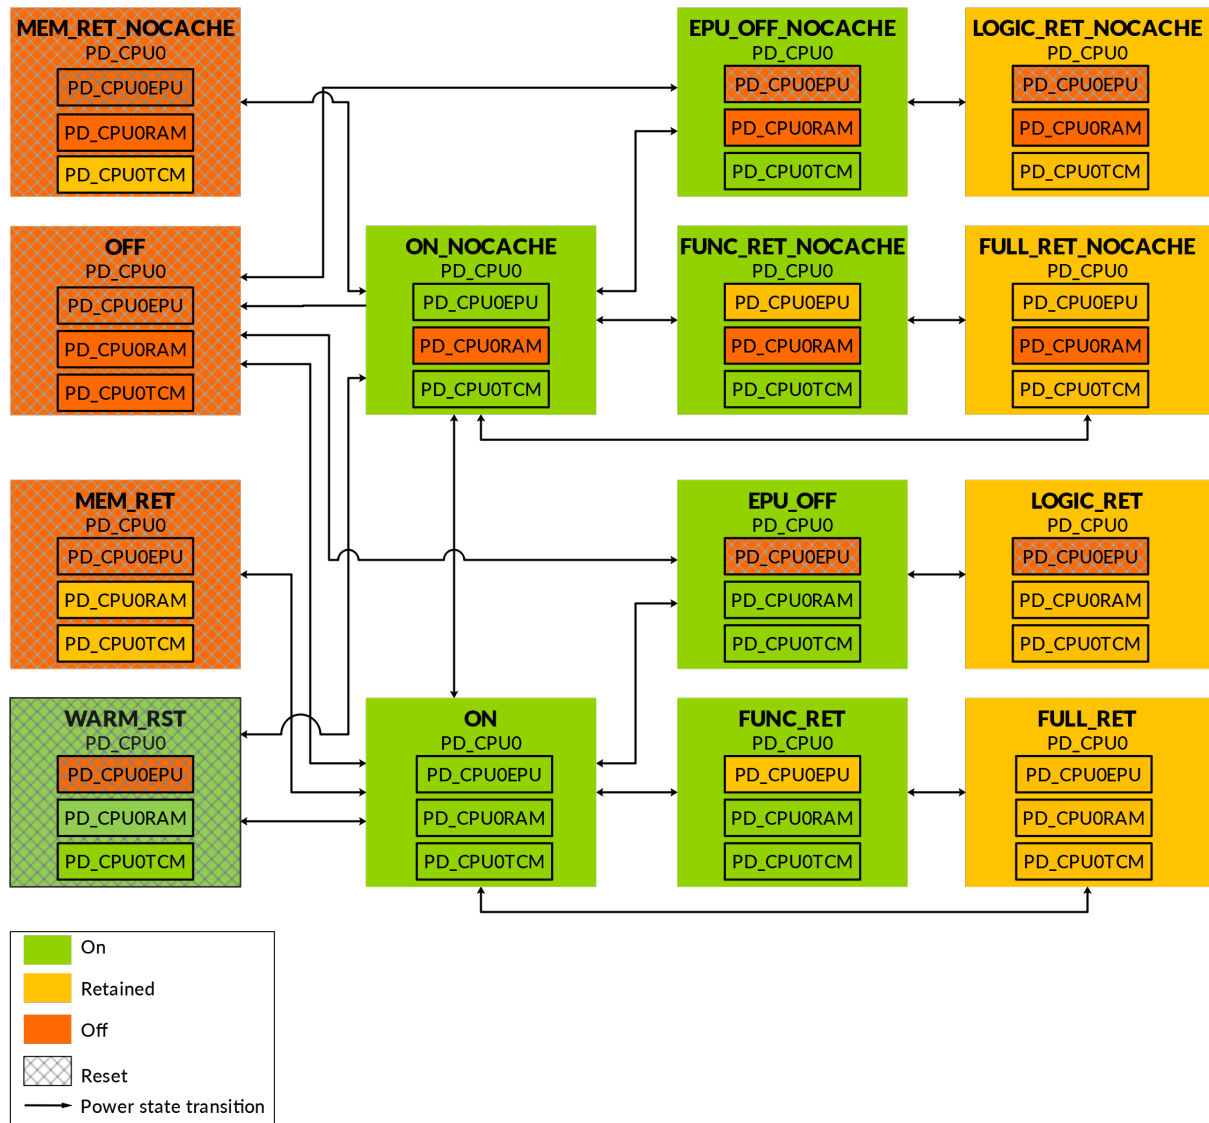 MEM_RET_NOCACHE
PD_CPU0
PD_CPU0EPU
PD_CPU0RAM
PD_CPU0TCM
EPU_OFF_NOCACHE
PD_CPU0
PD_CPU0EPU
PD_CPU0RAM
PD_CPU0TCM
LOGIC_RET_NOCACHE
PD_CPU0
PD_CPU0EPU
PD_CPU0RAM
PD_CPU0TCM
OFF
PD_CPU0
PD_CPU0EPU
PD_CPU0RAM
PD_CPU0TCM
ON_NOCACHE
PD_CPU0
PD_CPU0EPU
PD_CPU0RAM
PD_CPU0TCM
FUNC_RET_NOCACHE
PD_CPU0
PD_CPU0EPU
PD_CPU0RAM
PD_CPU0TCM
FULL_RET_NOCACHE
PD_CPU0
PD_CPU0EPU
PD_CPU0RAM
PD_CPU0TCM
MEM_RET
PD_CPU0
PD_CPU0EPU
PD_CPU0RAM
PD_CPU0TCM
EPU_OFF
PD_CPU0
PD_CPU0EPU
PD_CPU0RAM
PD_CPU0TCM
LOGIC_RET
PD_CPU0
PD_CPU0EPU
PD_CPU0RAM
PD_CPU0TCM
WARM_RST
PD_CPU0
PD_CPU0EPU
PD_CPU0RAM
PD_CPU0TCM
ON
PD_CPU0
PD_CPU0EPU
PD_CPU0RAM
PD_CPU0TCM
FUNC_RET
PD_CPU0
PD_CPU0EPU
PD_CPU0RAM
PD_CPU0TCM
FULL_RET
PD_CPU0
PD_CPU0EPU
PD_CPU0RAM
PD_CPU0TCM
On
Retained
Off
Reset
Power state transition